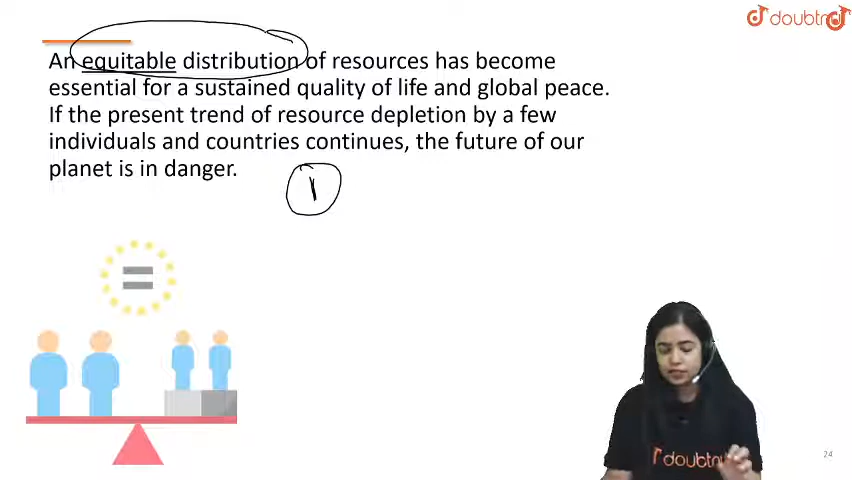 doubtnut
An equitable distribution of resources has become
essential for a sustained quality of life and global peace.
If the present trend of resource depletion by a few
individuals and countries continues, the future of our
planet is in danger.
1
=
doubtnut
24